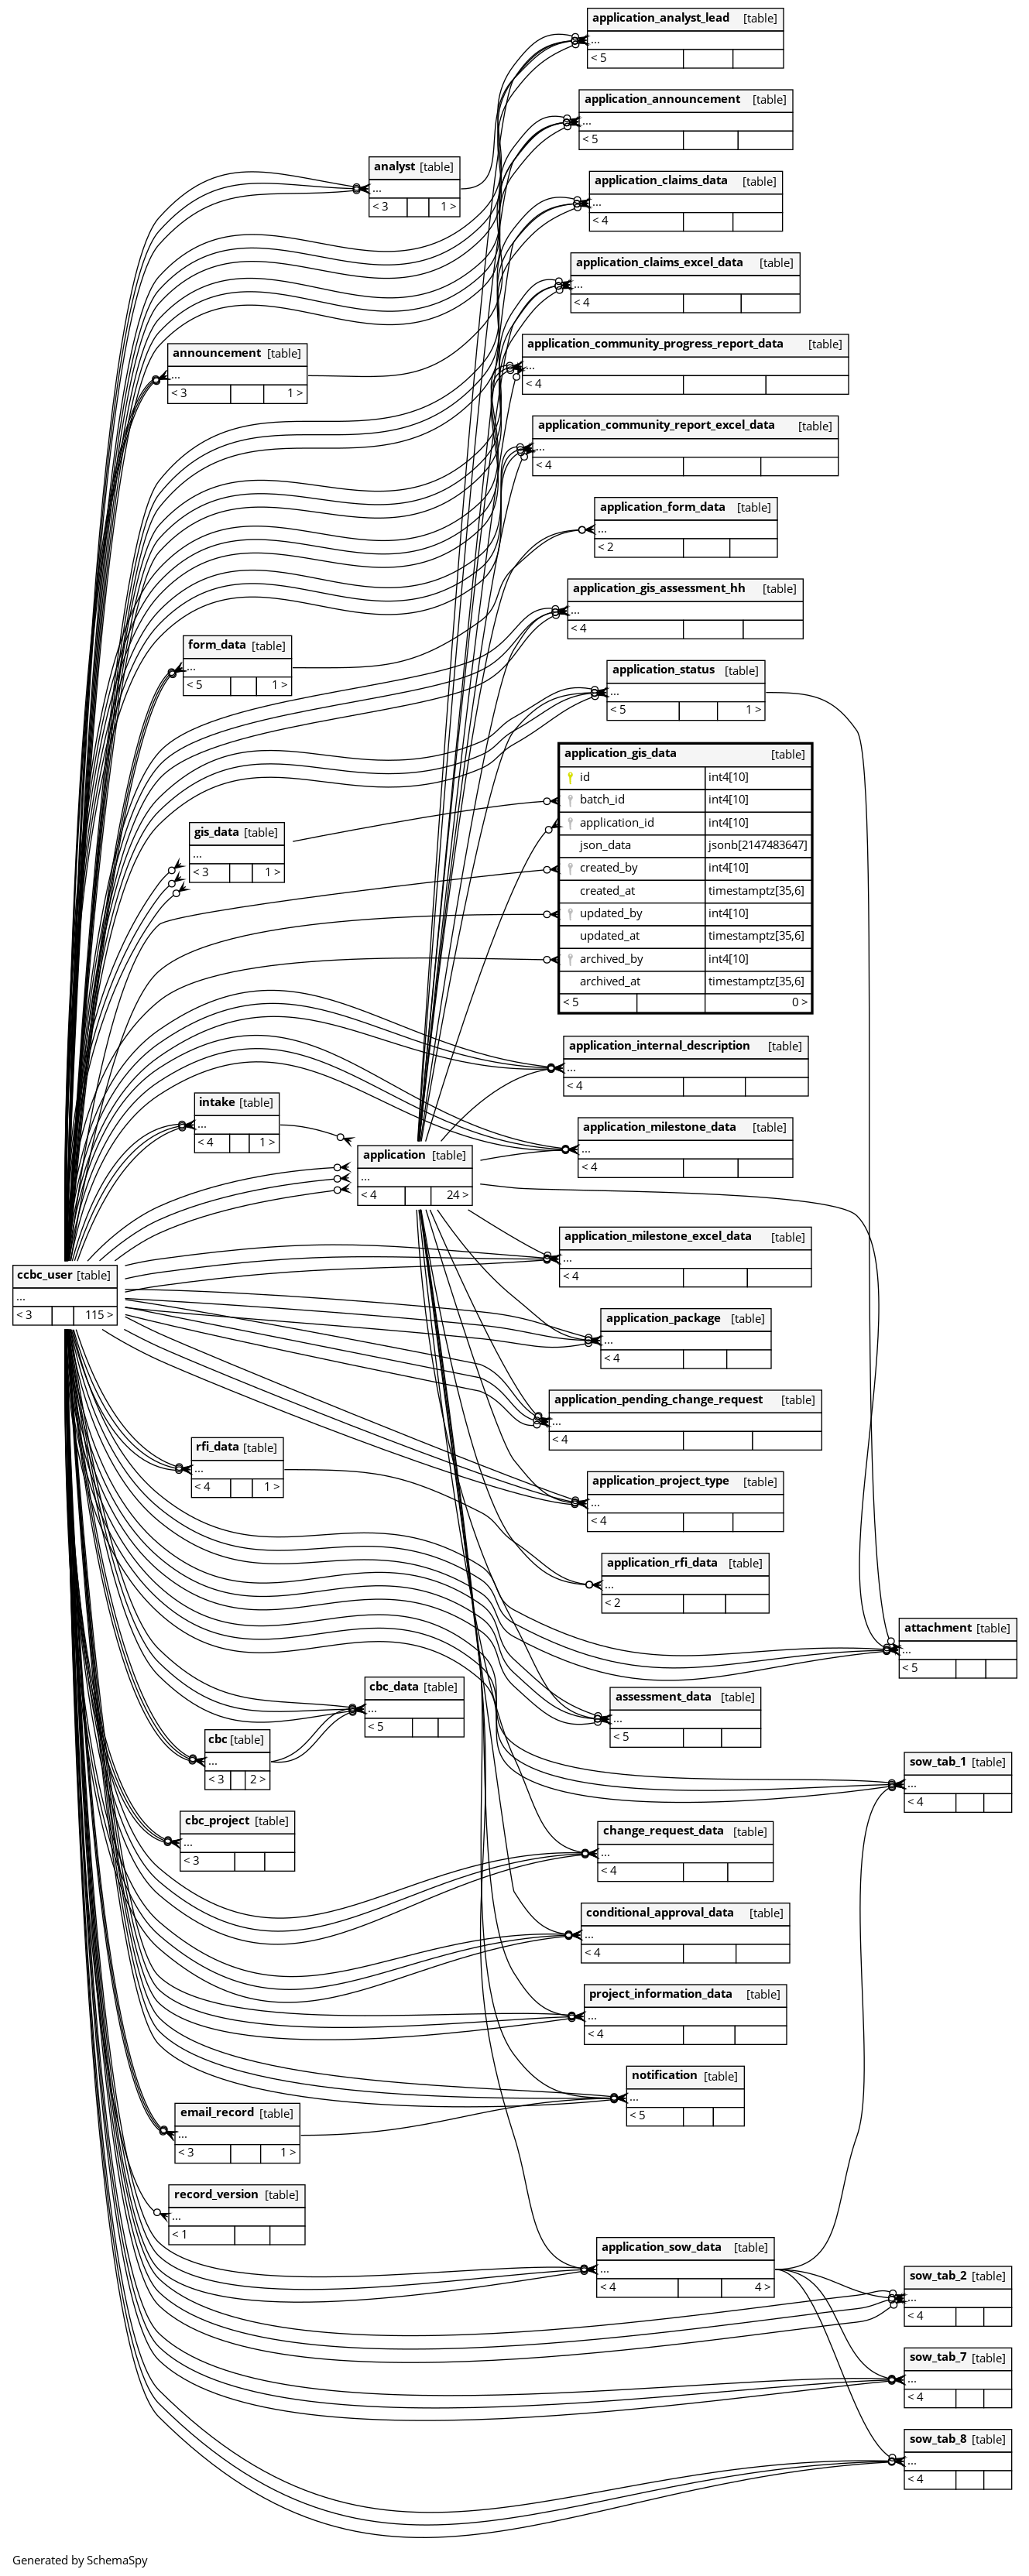 application_analyst_lead [table]
...
< 5
application_announcement [table]
...
< 5
analyst [table]
...
< 3 1 >
application_claims_data [table]
...
< 4
application_claims_excel_data [table]
...
< 4
application_community_progress_report_data [table]
...
< 4
announcement [table]
...
< 3 1 >
application_community_report_excel_data [table]
...
< 4
application_form_data [table]
...
< 2
application_gis_assessment_hh [table]
...
< 4
form_data [table]
...
< 5 1 >
application_status [table]
...
< 5 1 >
application_gis_data [table]
id int4[10]
batch_id int4[10]
application_id int4[10]
json_data jsonb[2147483647]
created_by int4[10]
created_at timestamptz[35,6]
updated_by int4[10]
updated_at timestamptz[35,6]
archived_by int4[10]
archived_at timestamptz[35,6]
< 5 0 >
gis_data [table]
...
< 3 1 >
application_internal_description [table]
...
< 4
intake [table]
...
< 4 1 >
application_milestone_data [table]
...
< 4
application [table]
...
< 4 24 >
application_milestone_excel_data [table]
...
< 4
ccbc_user [table]
...
< 3 115 >
application_package [table]
...
< 4
application_pending_change_request [table]
...
< 4
rfi_data [table]
...
< 4 1 >
application_project_type [table]
...
< 4
application_rfi_data [table]
...
< 2
attachment [table]
...
< 5
cbc_data [table]
...
< 5
assessment_data [table]
...
< 5
cbc [table]
...
< 3 2 >
sow_tab_1 [table]
...
< 4
cbc_project [table]
...
< 3
change_request_data [table]
...
< 4
conditional_approval_data [table]
...
< 4
project_information_data [table]
...
< 4
notification [table]
...
< 5
email_record [table]
...
< 3 1 >
record_version [table]
...
< 1
application_sow_data [table]
...
< 4 4 >
sow_tab_2 [table]
...
< 4
sow_tab_7 [table]
...
< 4
sow_tab_8 [table]
...
< 4
Generated by SchemaSpy